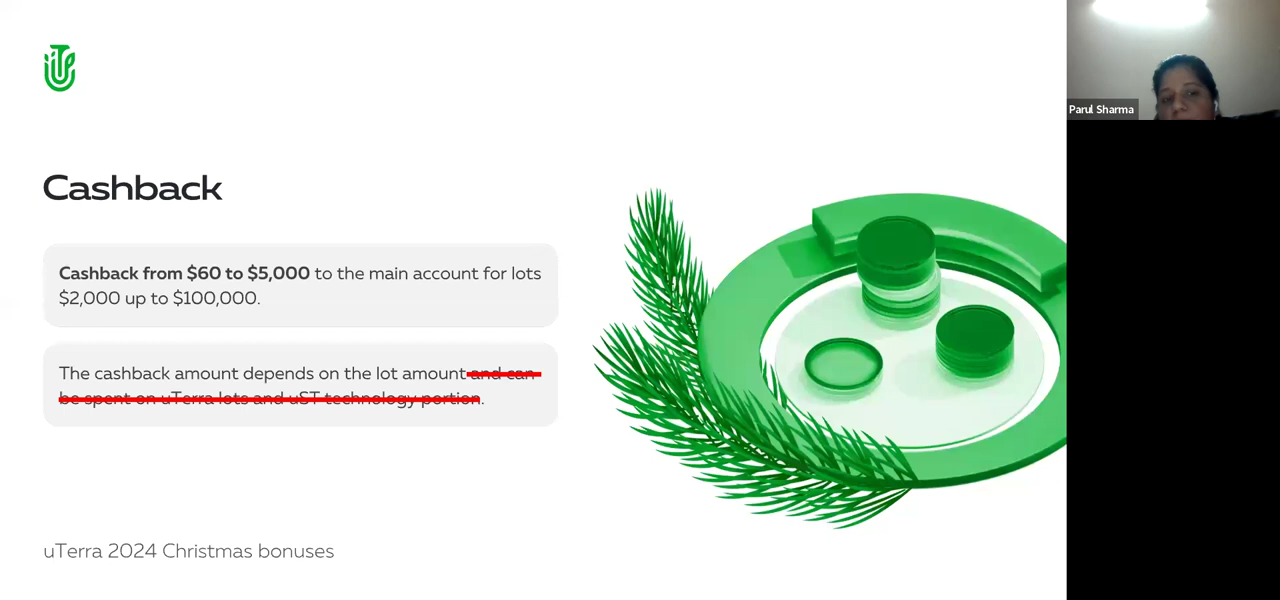 Cashback
Cashback from $60 to $5,000 to the main account for lots
$2,000 up to $100,000.
The cashback amount depends on the lot amount and can
be spent on uTerra lots and uST technology portion.
uTerra 2024 Christmas bonuses
Parul Sharma